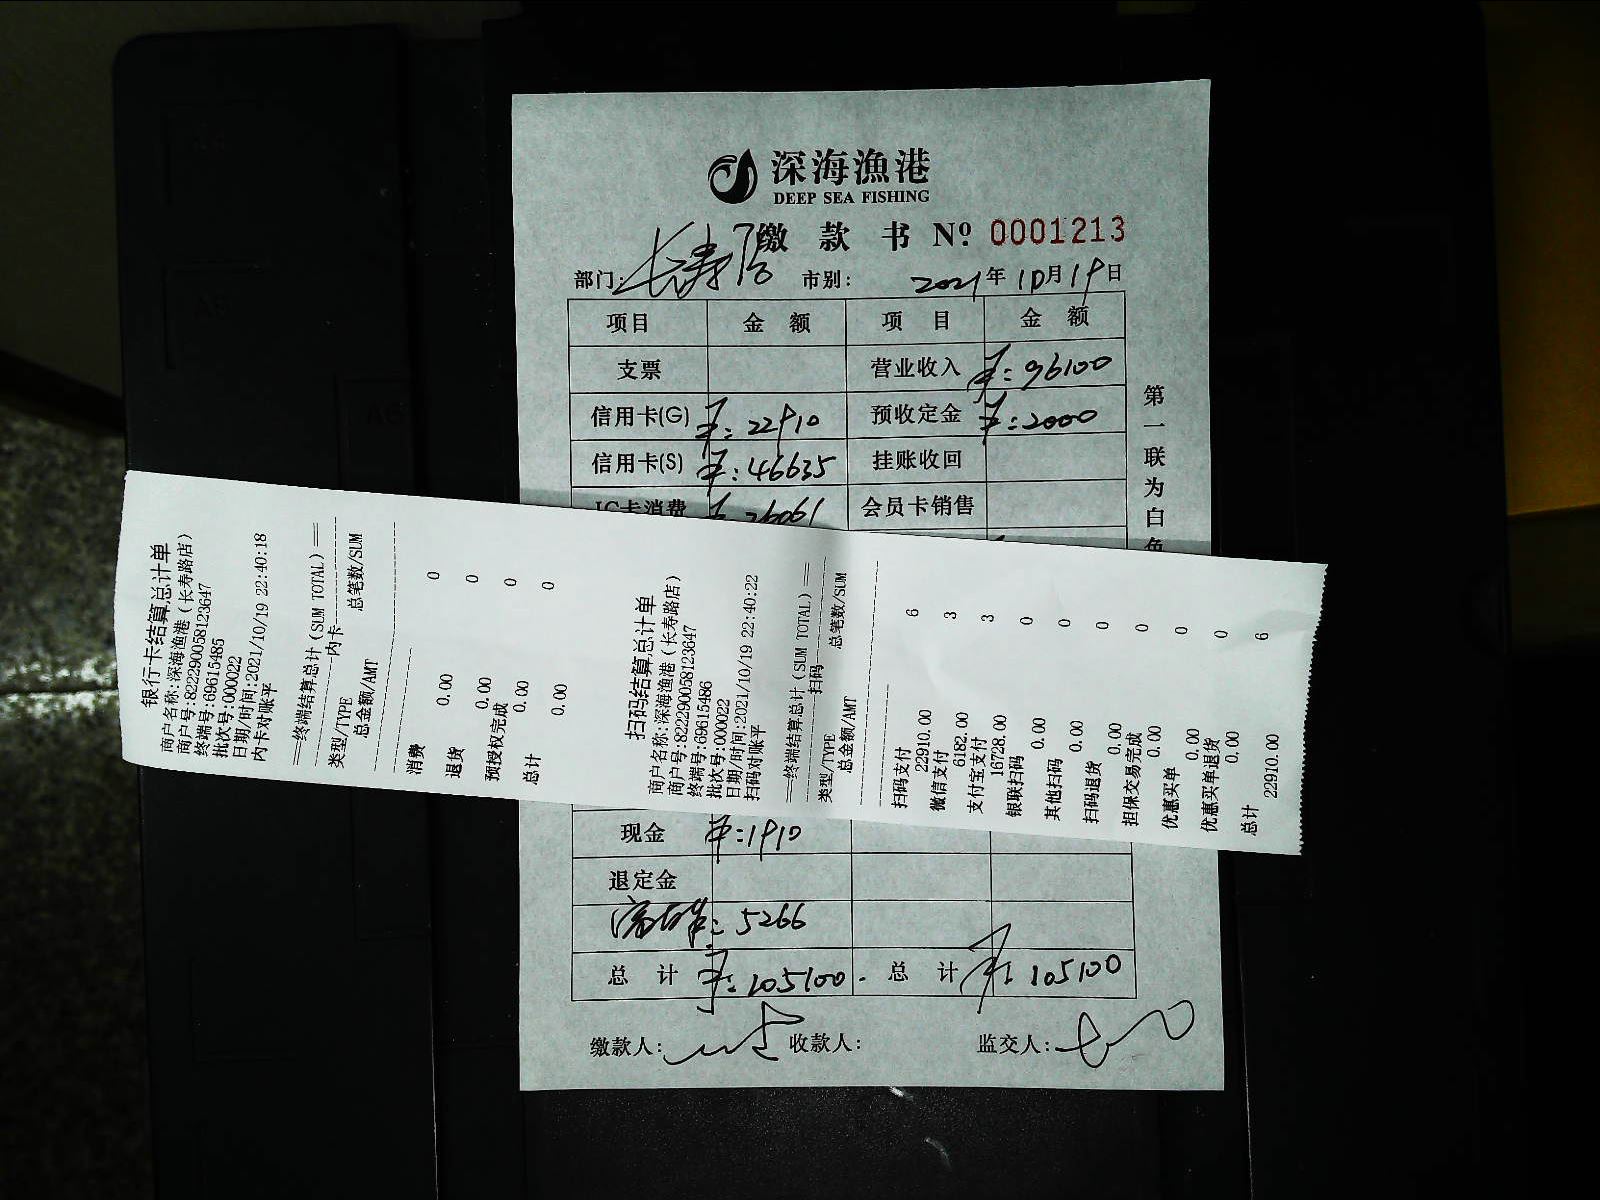 深海漁港
DEEP SEA FISHING
缴款书 Nº 0001213
部门: 长寿店 市别: 2021年10月19日
项目 金额 项目 金额
支票 营业收入 ¥:96100
信用卡(G) ¥:22910 预收定金 ¥:2000
信用卡(S) ¥:46635 挂账收回
IC卡消费 ¥:26061 会员卡销售
现金 ¥:1910
退定金
5266
总计 ¥:105100. 总计 ¥:105100
缴款人: 收款人: 监交人:
第一联为白色
银行卡结算总计单
商户名称:深海渔港(长寿路店)
商户号:82229005812364​7
终端号:69615485
批次号:000022
日期/时间:2021/10/19 22:40:18
内卡对账平
==终端结算总计(SUM TOTAL)==
内卡
类型/TYPE 总笔数/SUM
总金额/AMT
消费 0
0.00
退货 0
0.00
预授权完成 0
0.00
总计 0
0.00
扫码结算总计单
商户名称:深海渔港(长寿路店)
商户号:822290058123647
终端号:69615486
批次号:000022
日期/时间:2021/10/19 22:40:22
扫码对账平
==终端结算总计(SUM TOTAL)==
扫码
类型/TYPE 总笔数/SUM
总金额/AMT
扫码支付 6
22910.00
微信支付 3
6182.00
支付宝支付 3
16728.00
银联扫码 0
0.00
其他扫码 0
0.00
扫码退货 0
0.00
担保交易完成 0
0.00
优惠买单 0
0.00
优惠买单退货 0
0.00
总计 6
22910.00